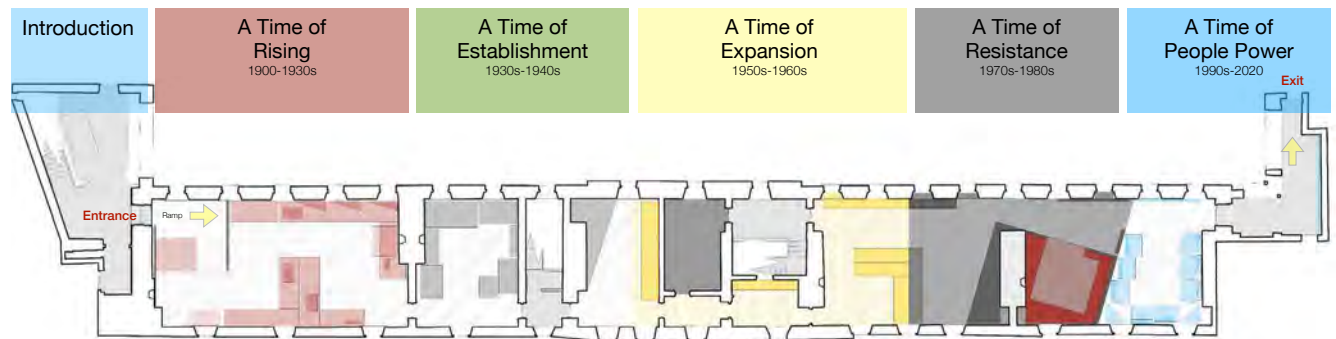 Introduction
A Time of
Rising
1900-1930s
A Time of
Establishment
1930s-1940s
A Time of
Expansion
1950s-1960s
A Time of
Resistance
1970s-1980s
A Time of
People Power
1990s-2020
Exit
Entrance
Ramp